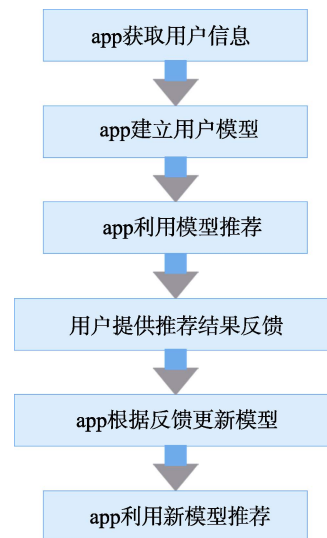 app获取用户信息
app建立用户模型
app利用模型推荐
用户提供推荐结果反馈
app根据反馈更新模型
app利用新模型推荐